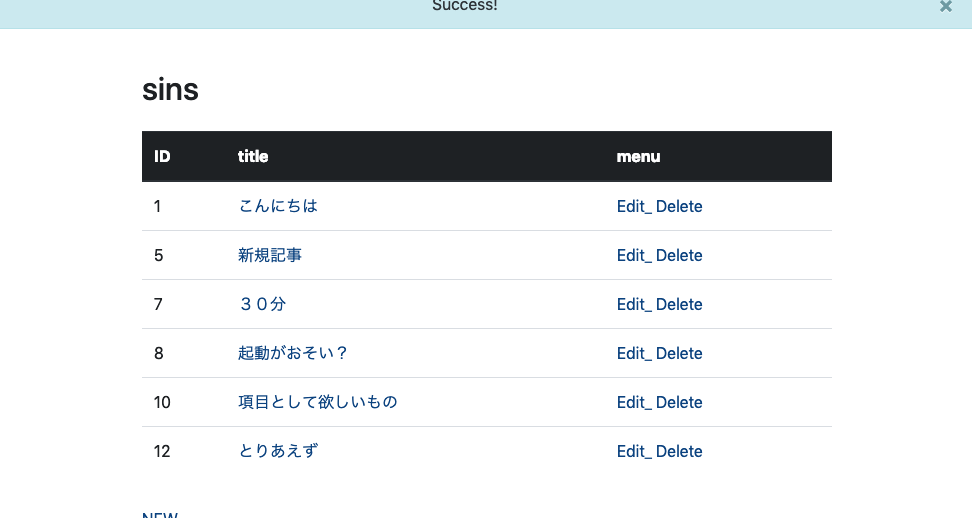 Success! ×
sins
ID title menu
1 こんにちは Edit_ Delete
5 新規記事 Edit_ Delete
7 ３０分 Edit_ Delete
8 起動がおそい？ Edit_ Delete
10 項目として欲しいもの Edit_ Delete
12 とりあえず Edit_ Delete
NEW